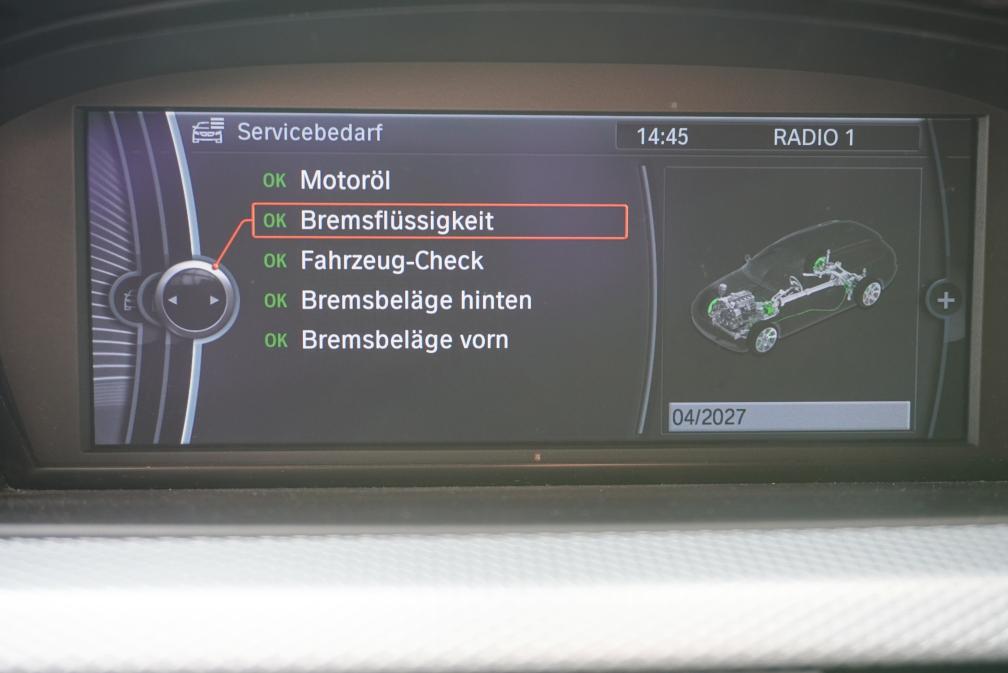 Servicebedarf
14:45 RADIO 1
OK Motoröl
OK Bremsflüssigkeit
OK Fahrzeug-Check
OK Bremsbeläge hinten
OK Bremsbeläge vorn
04/2027